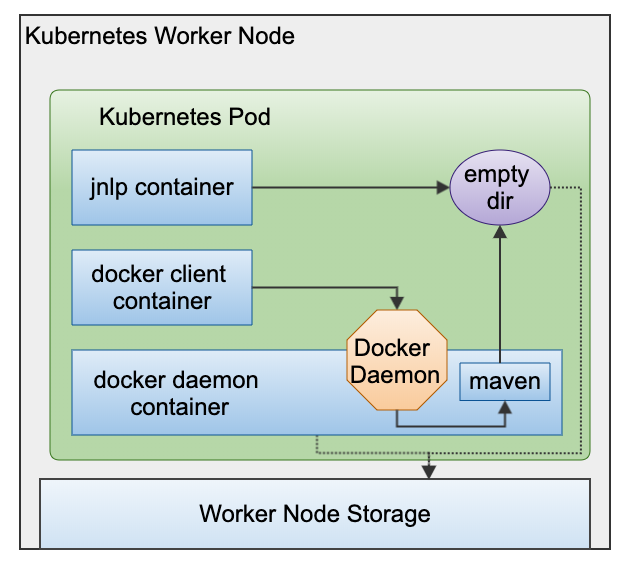 Kubernetes Worker Node
Kubernetes Pod
jnlp container
empty
dir
docker client
container
Docker
Daemon
docker daemon
container
maven
Worker Node Storage